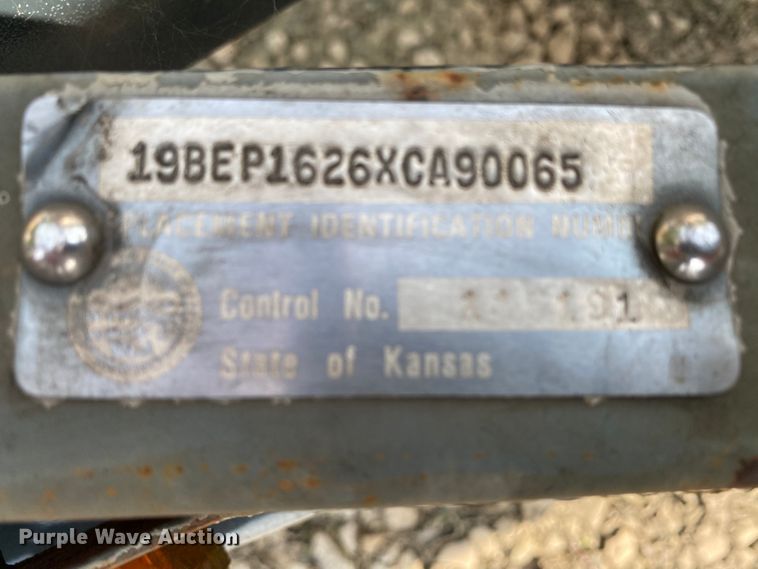 19BEP1626XCA90065
IDENTIFICATION
Control No.
State of Kansas
Purple Wave Auction